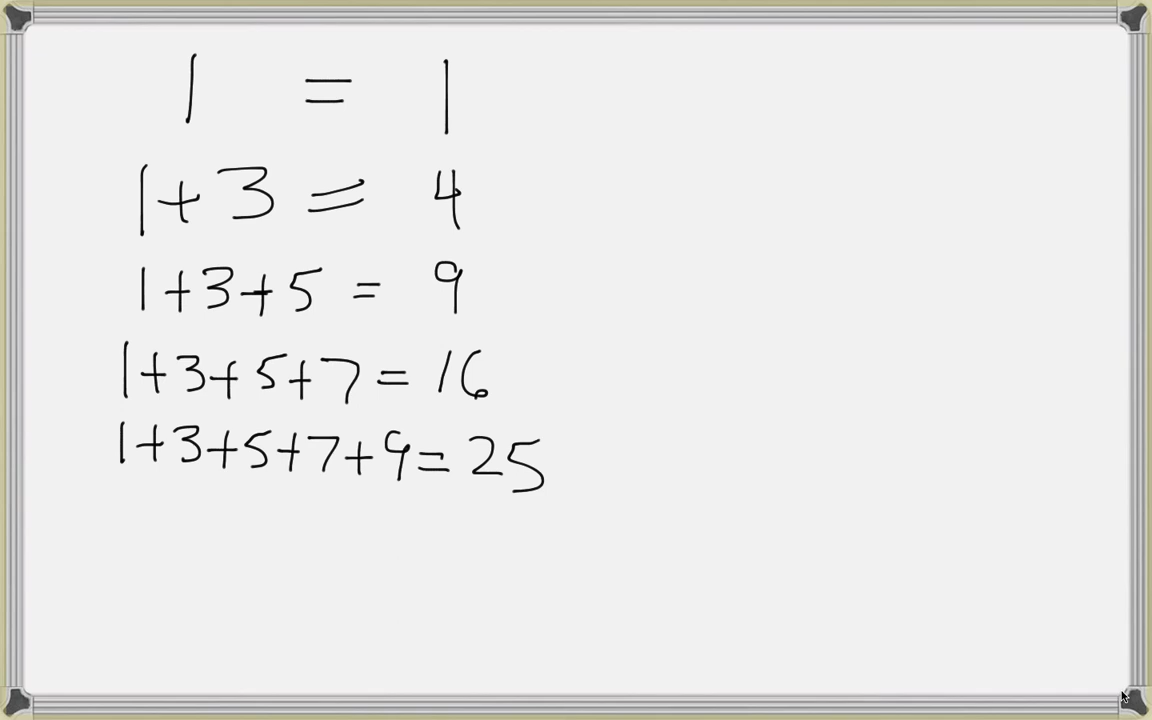 1 = 1
1+3 = 4
1+3+5 = 9
1+3+5+7 = 16
1+3+5+7+9 = 25